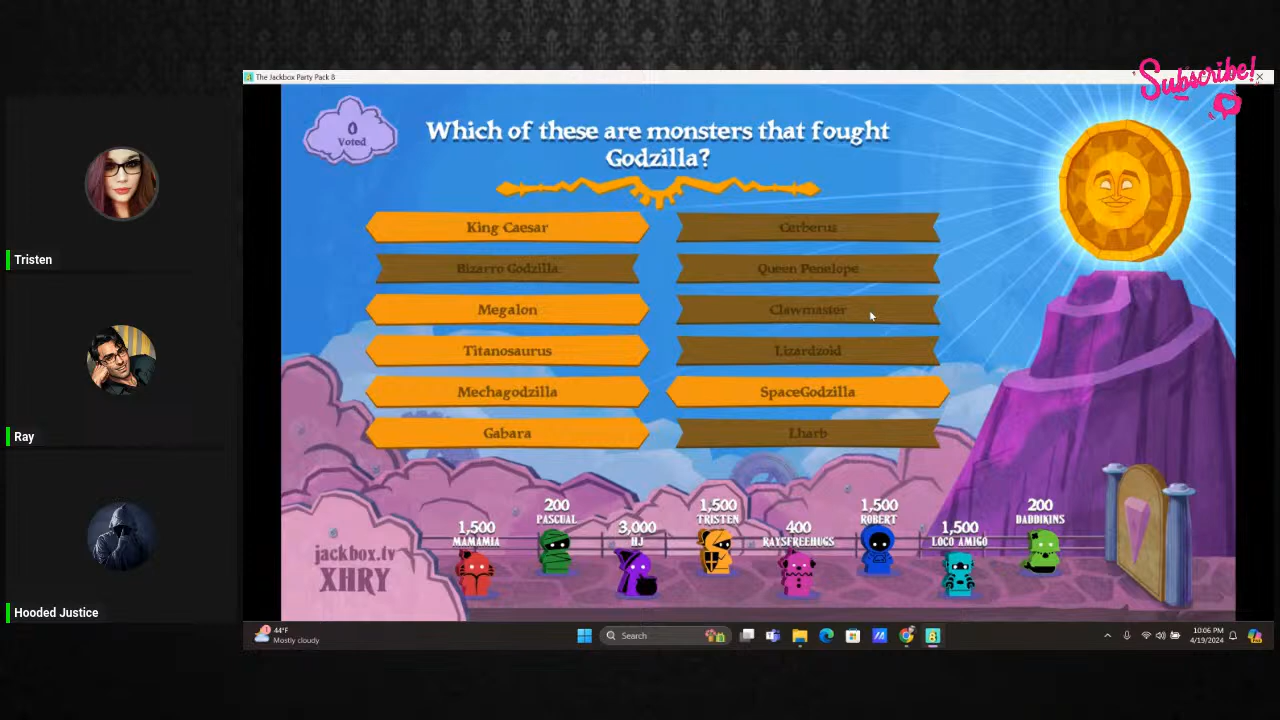 Subscribe!
The Jackbox Party Pack 8
0
Voted
Which of these are monsters that fought
Godzilla?
King Caesar
Cerberus
Bizarro Godzilla
Queen Penelope
Megalon
Clawmaster
Titanosaurus
Lizardzoid
Mechagodzilla
SpaceGodzilla
Gabara
Lharb
Tristen
Ray
Hooded Justice
1,500
MAMAMIA
200
PASCUAL
3,000
HJ
1,500
TRISTEN
400
RAYSFREEHUGS
1,500
ROBERT
1,500
LOCO AMIGO
200
DADDIKINS
jackbox.tv
XHRY
44°F
Mostly cloudy
Search
10:06 PM
4/19/2024